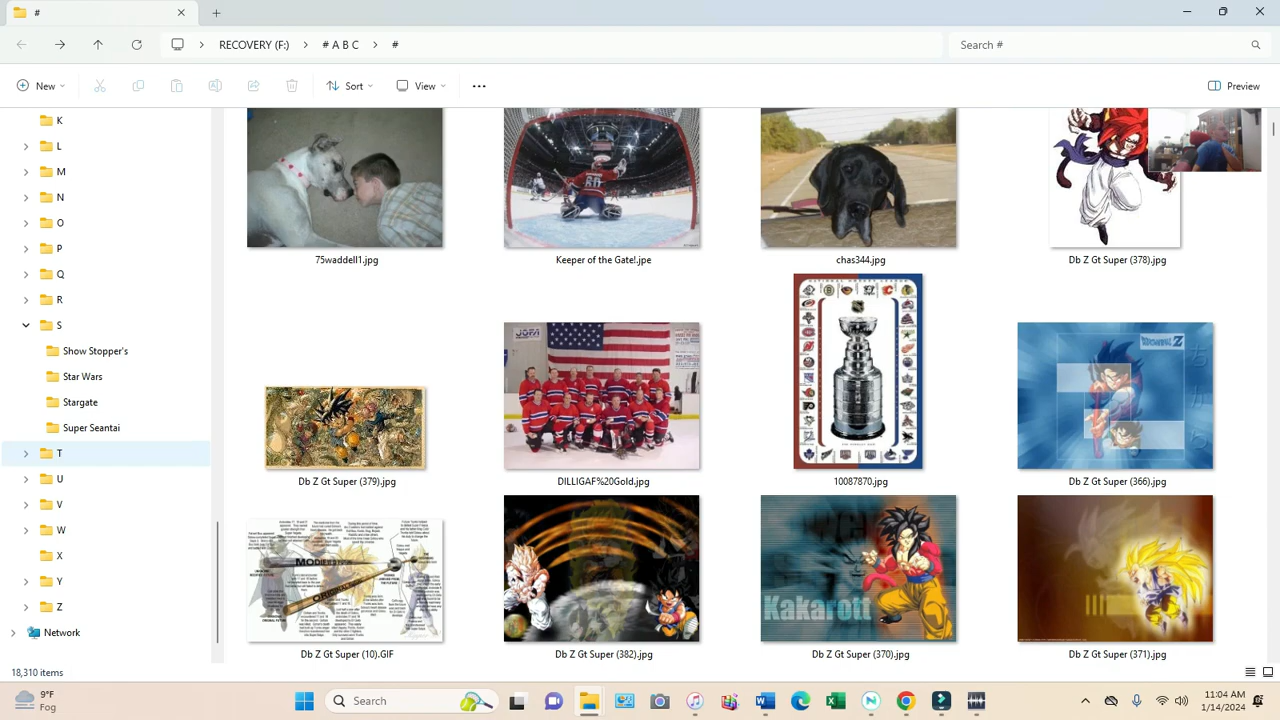 #
RECOVERY (F:) > # A B C > #
Search #
New
Sort
View
Preview
K
L
M
N
O
P
Q
R
S
Show Stopper's
Star Wars
Stargate
Super Seantai
T
U
V
W
X
Y
Z
75waddell1.jpg
Keeper of the Gate!.jpe
chas344.jpg
Db Z Gt Super (378).jpg
JOFA
Db Z Gt Super (379).jpg
DILLIGAF%20Gold.jpg
10087870.jpg
Db Z Gt Super (366).jpg
Db Z Gt Super (10).GIF
Db Z Gt Super (382).jpg
Db Z Gt Super (370).jpg
Db Z Gt Super (371).jpg
18,310 items
9°F
Fog
Search
11:04 AM
1/14/2024